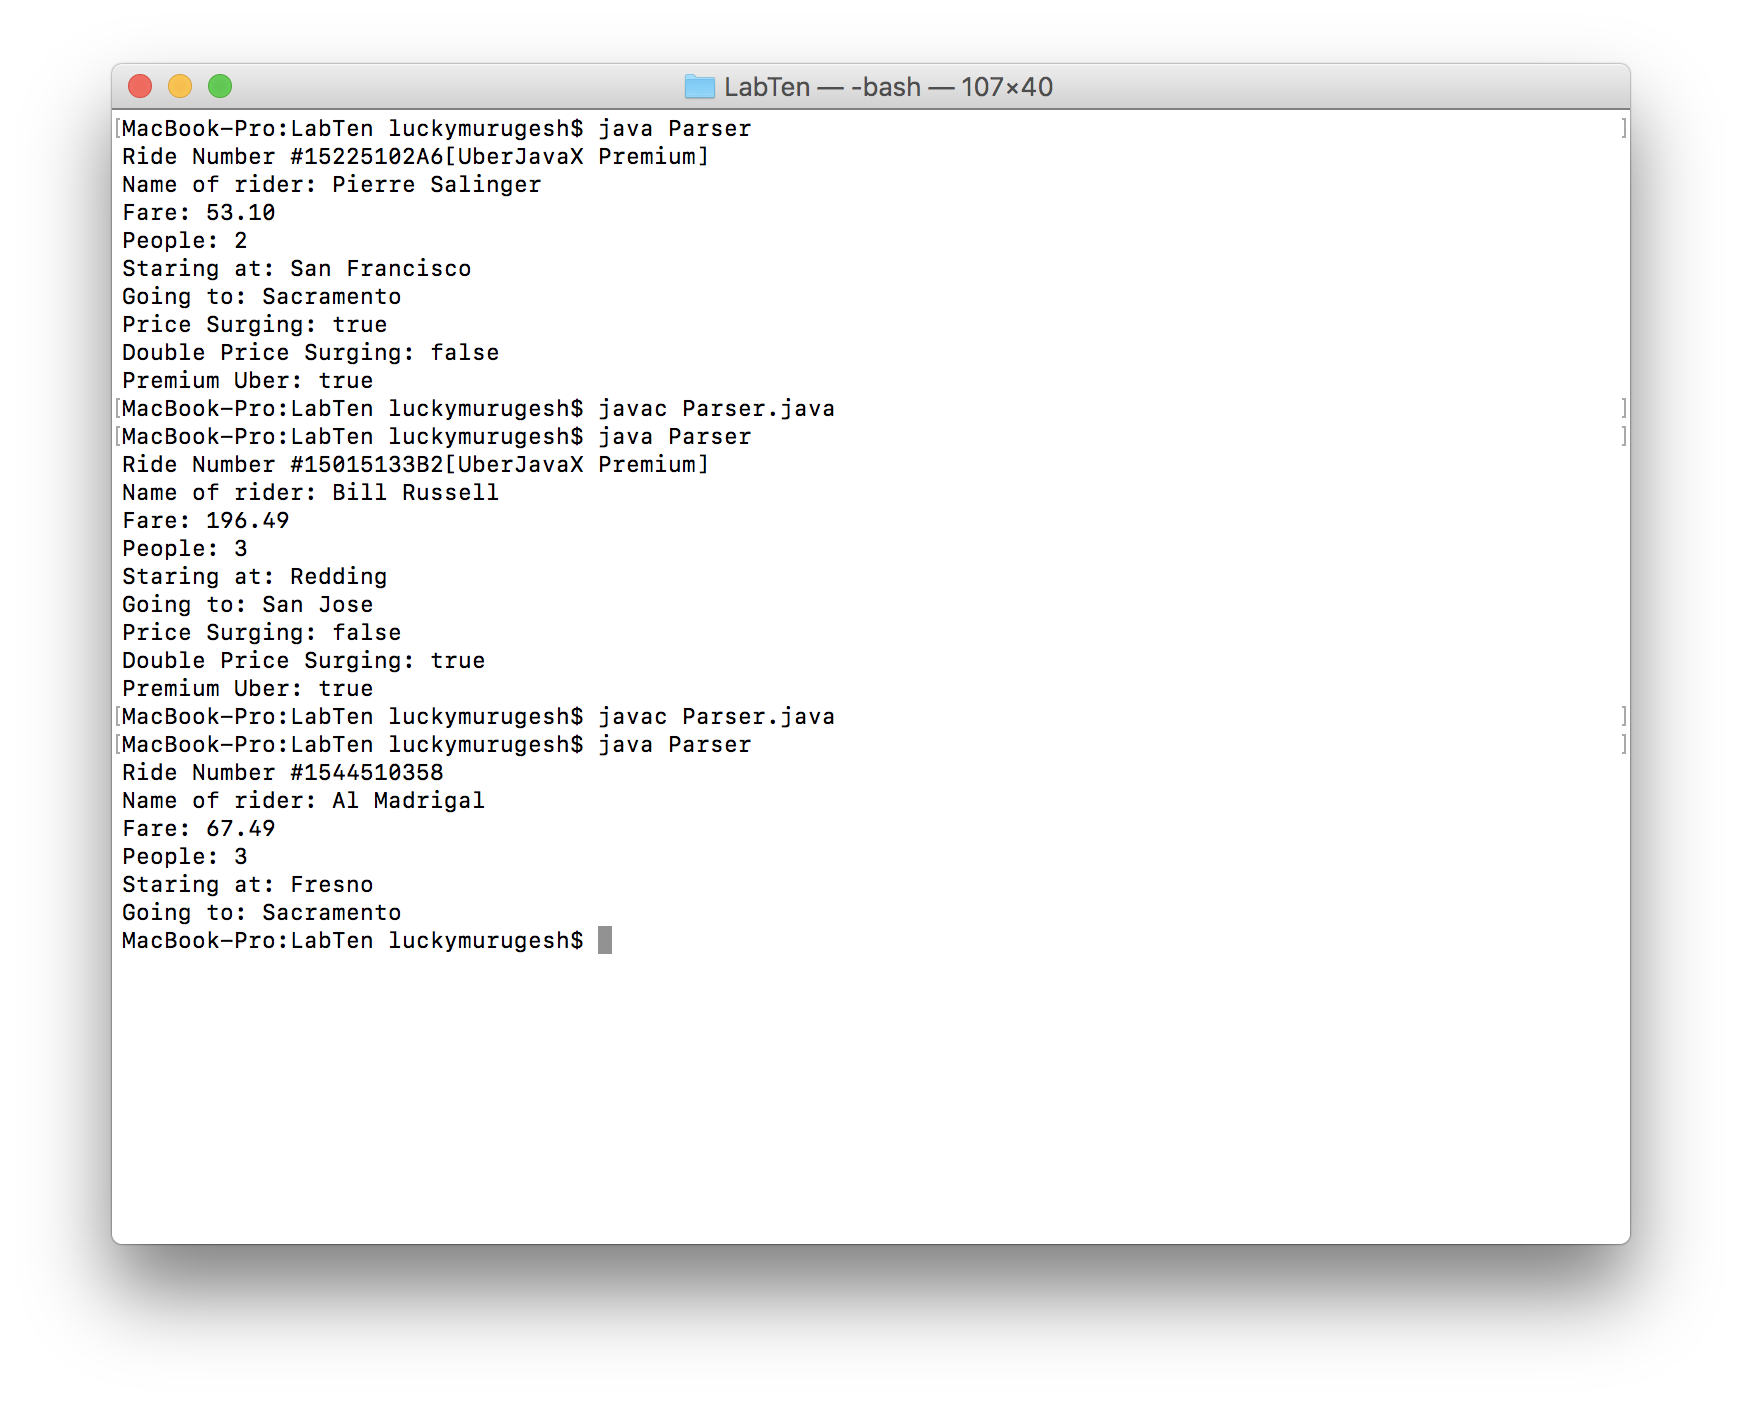 LabTen — -bash — 107×40
[MacBook-Pro:LabTen luckymurugesh$ java Parser ]
Ride Number #15225102A6[UberJavaX Premium]
Name of rider: Pierre Salinger
Fare: 53.10
People: 2
Staring at: San Francisco
Going to: Sacramento
Price Surging: true
Double Price Surging: false
Premium Uber: true
[MacBook-Pro:LabTen luckymurugesh$ javac Parser.java ]
[MacBook-Pro:LabTen luckymurugesh$ java Parser ]
Ride Number #15015133B2[UberJavaX Premium]
Name of rider: Bill Russell
Fare: 196.49
People: 3
Staring at: Redding
Going to: San Jose
Price Surging: false
Double Price Surging: true
Premium Uber: true
[MacBook-Pro:LabTen luckymurugesh$ javac Parser.java ]
[MacBook-Pro:LabTen luckymurugesh$ java Parser ]
Ride Number #1544510358
Name of rider: Al Madrigal
Fare: 67.49
People: 3
Staring at: Fresno
Going to: Sacramento
MacBook-Pro:LabTen luckymurugesh$